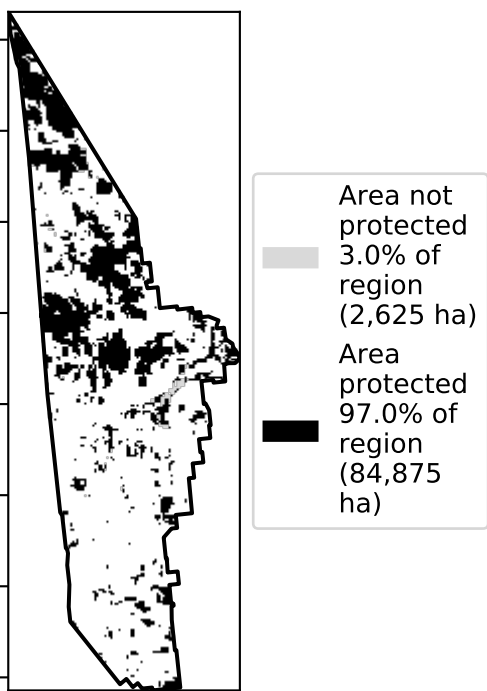 Area not
protected
3.0% of
region
(2,625 ha)
Area
protected
97.0% of
region
(84,875
ha)